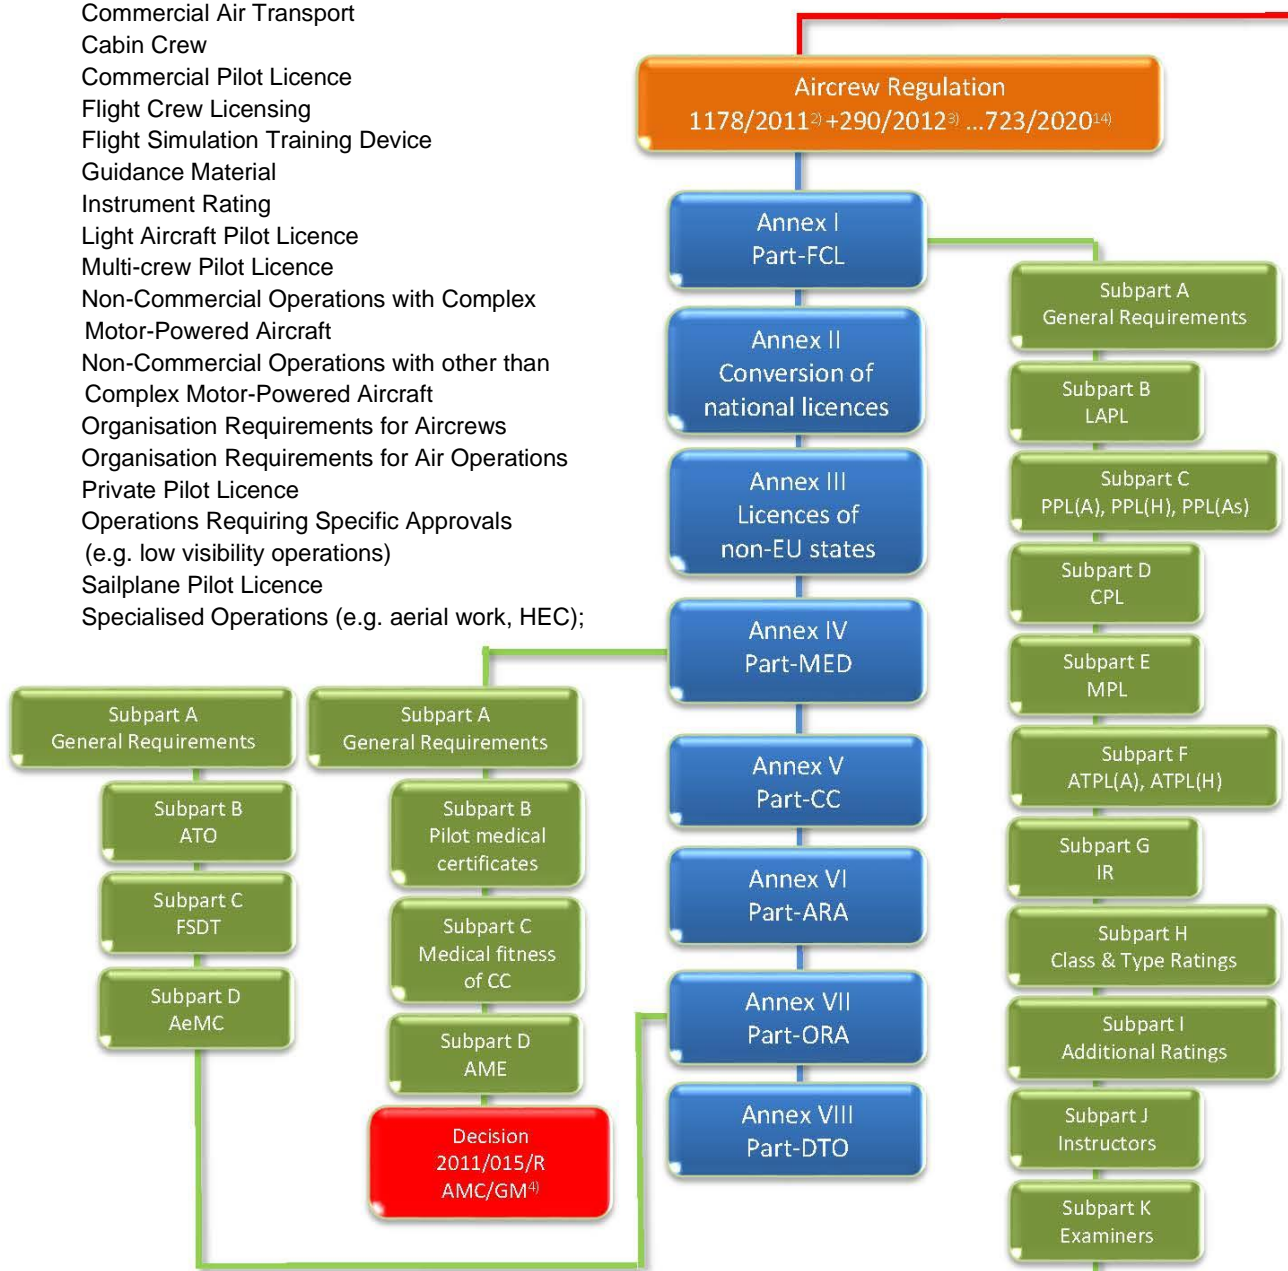 Commercial Air Transport
Cabin Crew
Commercial Pilot Licence
Flight Crew Licensing
Flight Simulation Training Device
Guidance Material
Instrument Rating
Light Aircraft Pilot Licence
Multi-crew Pilot Licence
Non-Commercial Operations with Complex
Motor-Powered Aircraft
Non-Commercial Operations with other than
Complex Motor-Powered Aircraft
Organisation Requirements for Aircrews
Organisation Requirements for Air Operations
Private Pilot Licence
Operations Requiring Specific Approvals
(e.g. low visibility operations)
Sailplane Pilot Licence
Specialised Operations (e.g. aerial work, HEC);
Aircrew Regulation
1178/2011²⁾ +290/2012³⁾ ...723/2020¹⁴⁾
Annex I
Part-FCL
Annex II
Conversion of
national licences
Annex III
Licences of
non-EU states
Annex IV
Part-MED
Annex V
Part-CC
Annex VI
Part-ARA
Annex VII
Part-ORA
Annex VIII
Part-DTO
Subpart A
General Requirements
Subpart B
ATO
Subpart C
FSDT
Subpart D
AeMC
Subpart A
General Requirements
Subpart B
Pilot medical
certificates
Subpart C
Medical fitness
of CC
Subpart D
AME
Decision
2011/015/R
AMC/GM⁴⁾
Subpart A
General Requirements
Subpart B
LAPL
Subpart C
PPL(A), PPL(H), PPL(As)
Subpart D
CPL
Subpart E
MPL
Subpart F
ATPL(A), ATPL(H)
Subpart G
IR
Subpart H
Class & Type Ratings
Subpart I
Additional Ratings
Subpart J
Instructors
Subpart K
Examiners